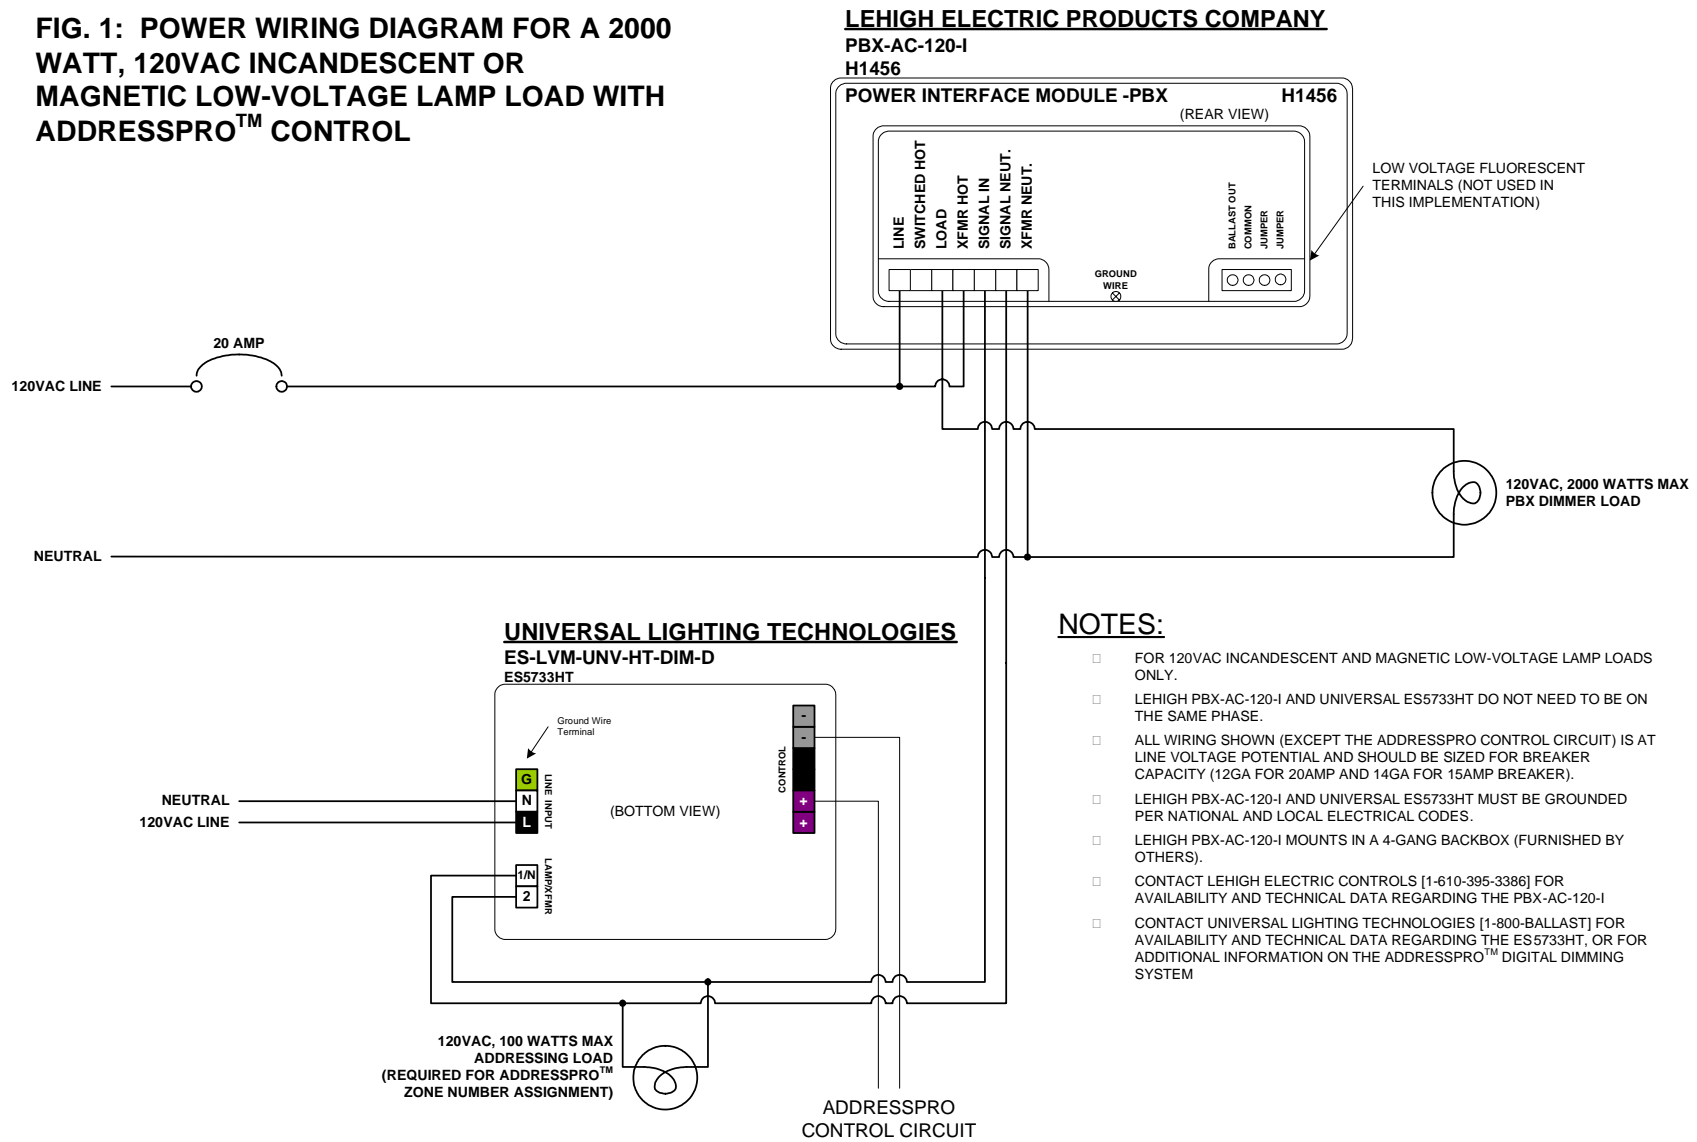 FIG. 1: POWER WIRING DIAGRAM FOR A 2000
WATT, 120VAC INCANDESCENT OR
MAGNETIC LOW-VOLTAGE LAMP LOAD WITH
ADDRESSPRO™ CONTROL
LEHIGH ELECTRIC PRODUCTS COMPANY
PBX-AC-120-I
H1456
POWER INTERFACE MODULE -PBX H1456
(REAR VIEW)
LINE
SWITCHED HOT
LOAD
XFMR HOT
SIGNAL IN
SIGNAL NEUT.
XFMR NEUT.
GROUND
WIRE
BALLAST OUT
COMMON
JUMPER
JUMPER
LOW VOLTAGE FLUORESCENT
TERMINALS (NOT USED IN
THIS IMPLEMENTATION)
20 AMP
120VAC LINE
120VAC, 2000 WATTS MAX
PBX DIMMER LOAD
NEUTRAL
UNIVERSAL LIGHTING TECHNOLOGIES
ES-LVM-UNV-HT-DIM-D
ES5733HT
Ground Wire
Terminal
G
N
L
LINE INPUT
1/N
2
LAMP/XFMR
(BOTTOM VIEW)
CONTROL
-
-
+
+
NEUTRAL
120VAC LINE
120VAC, 100 WATTS MAX
ADDRESSING LOAD
(REQUIRED FOR ADDRESSPRO™
ZONE NUMBER ASSIGNMENT)
ADDRESSPRO
CONTROL CIRCUIT
NOTES:
FOR 120VAC INCANDESCENT AND MAGNETIC LOW-VOLTAGE LAMP LOADS
ONLY.
LEHIGH PBX-AC-120-I AND UNIVERSAL ES5733HT DO NOT NEED TO BE ON
THE SAME PHASE.
ALL WIRING SHOWN (EXCEPT THE ADDRESSPRO CONTROL CIRCUIT) IS AT
LINE VOLTAGE POTENTIAL AND SHOULD BE SIZED FOR BREAKER
CAPACITY (12GA FOR 20AMP AND 14GA FOR 15AMP BREAKER).
LEHIGH PBX-AC-120-I AND UNIVERSAL ES5733HT MUST BE GROUNDED
PER NATIONAL AND LOCAL ELECTRICAL CODES.
LEHIGH PBX-AC-120-I MOUNTS IN A 4-GANG BACKBOX (FURNISHED BY
OTHERS).
CONTACT LEHIGH ELECTRIC CONTROLS [1-610-395-3386] FOR
AVAILABILITY AND TECHNICAL DATA REGARDING THE PBX-AC-120-I
CONTACT UNIVERSAL LIGHTING TECHNOLOGIES [1-800-BALLAST] FOR
AVAILABILITY AND TECHNICAL DATA REGARDING THE ES5733HT, OR FOR
ADDITIONAL INFORMATION ON THE ADDRESSPRO™ DIGITAL DIMMING
SYSTEM